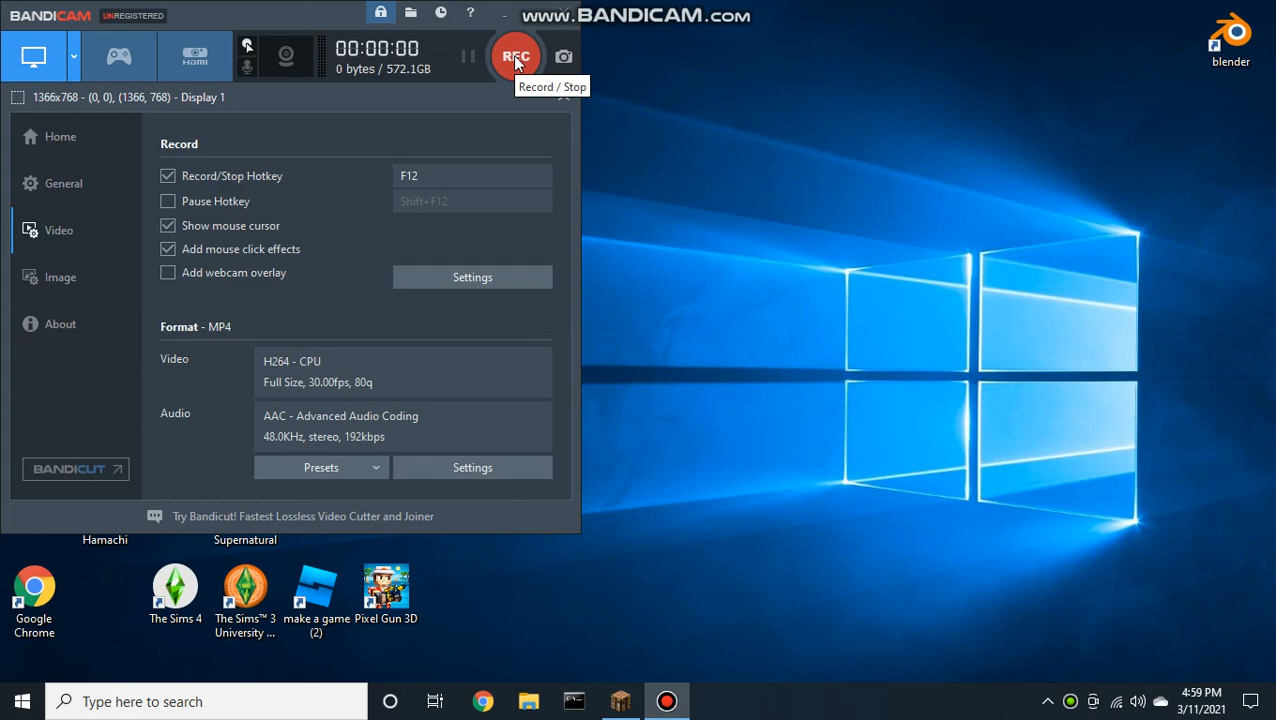 BANDICAM UNREGISTERED
?
www.BANDICAM.com
HDMI
00:00:00
0 bytes / 572.1GB
REC
Record / Stop
1366x768 - (0, 0), (1366, 768) - Display 1
Home
General
Video
Image
About
BANDICUT
Record
Record/Stop Hotkey
F12
Pause Hotkey
Shift+F12
Show mouse cursor
Add mouse click effects
Add webcam overlay
Settings
Format - MP4
Video
H264 - CPU
Full Size, 30.00fps, 80q
Audio
AAC - Advanced Audio Coding
48.0KHz, stereo, 192kbps
Presets
Settings
Try Bandicut! Fastest Lossless Video Cutter and Joiner
blender
Hamachi
Supernatural
Google
Chrome
The Sims 4
The Sims™ 3
University ...
make a game
(2)
Pixel Gun 3D
Type here to search
4:59 PM
3/11/2021